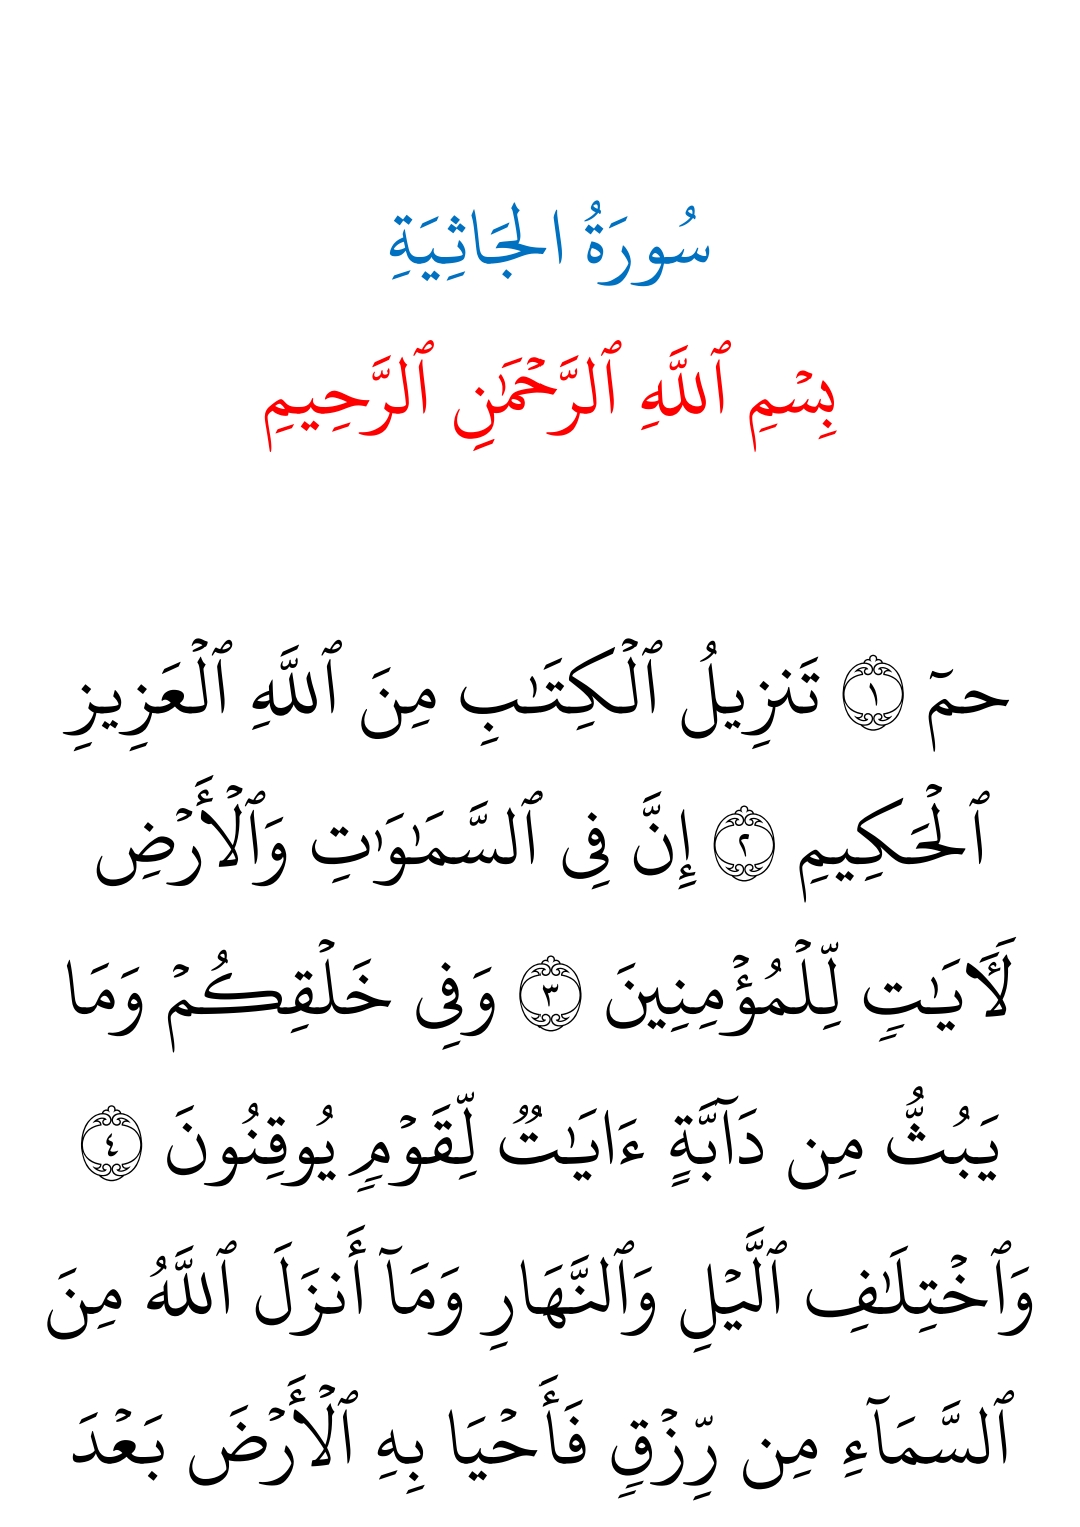 سُورَةُ الجَاثِيَةِ
بِسۡمِ ٱللَّهِ ٱلرَّحۡمَٰنِ ٱلرَّحِيمِ
حمٓ ١ تَنزِيلُ ٱلۡكِتَٰبِ مِنَ ٱللَّهِ ٱلۡعَزِيزِ
ٱلۡحَكِيمِ ٢ إِنَّ فِي ٱلسَّمَٰوَٰتِ وَٱلۡأَرۡضِ
لَأٓيَٰتٖ لِّلۡمُؤۡمِنِينَ ٣ وَفِي خَلۡقِكُمۡ وَمَا
يَبُثُّ مِن دَآبَّةٍ ءَايَٰتٞ لِّقَوۡمٖ يُوقِنُونَ ٤
وَٱخۡتِلَٰفِ ٱلَّيۡلِ وَٱلنَّهَارِ وَمَآ أَنزَلَ ٱللَّهُ مِنَ
ٱلسَّمَآءِ مِن رِّزۡقٖ فَأَحۡيَا بِهِ ٱلۡأَرۡضَ بَعۡدَ